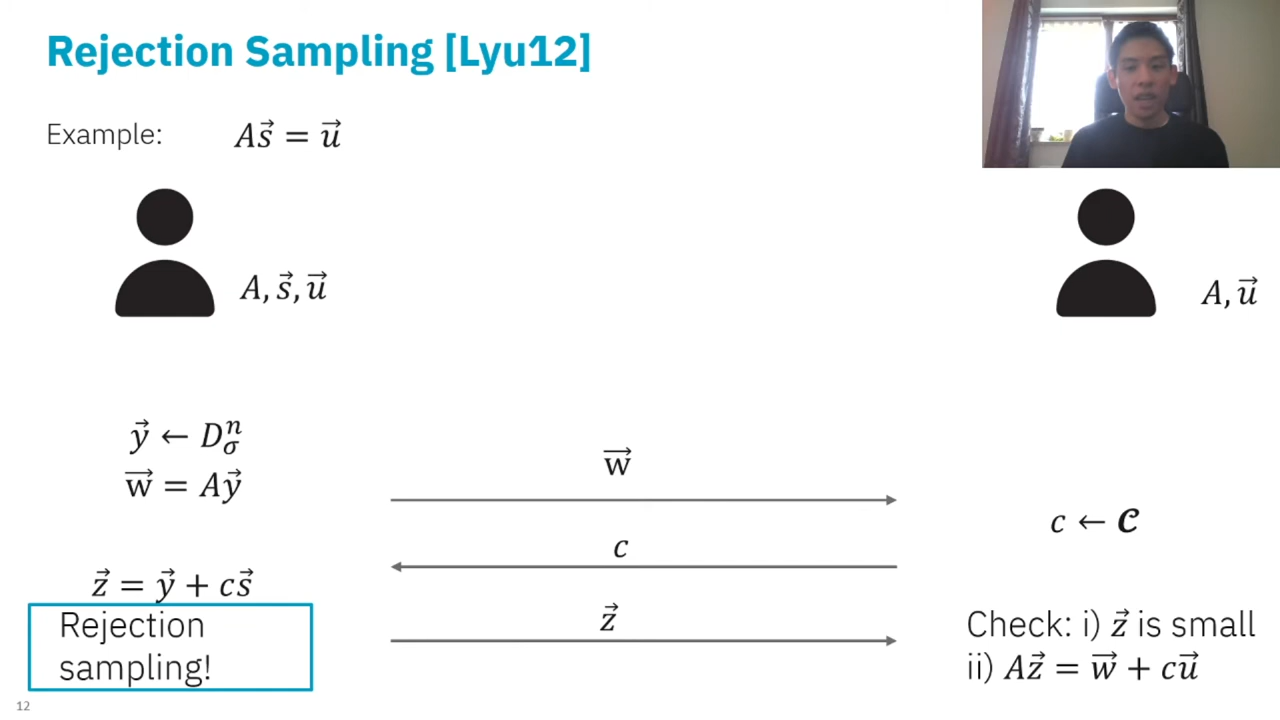 Rejection Sampling [Lyu12]
Example: A𝑠⃗ = 𝑢⃗
A, 𝑠⃗, 𝑢⃗
A, 𝑢⃗
𝑦⃗ ← D_σ^n
w⃗ = A𝑦⃗
w⃗
c ← 𝓒
c
𝑧⃗ = 𝑦⃗ + c𝑠⃗
𝑧⃗
Rejection
sampling!
Check: i) 𝑧⃗ is small
ii) A𝑧⃗ = w⃗ + c𝑢⃗
12